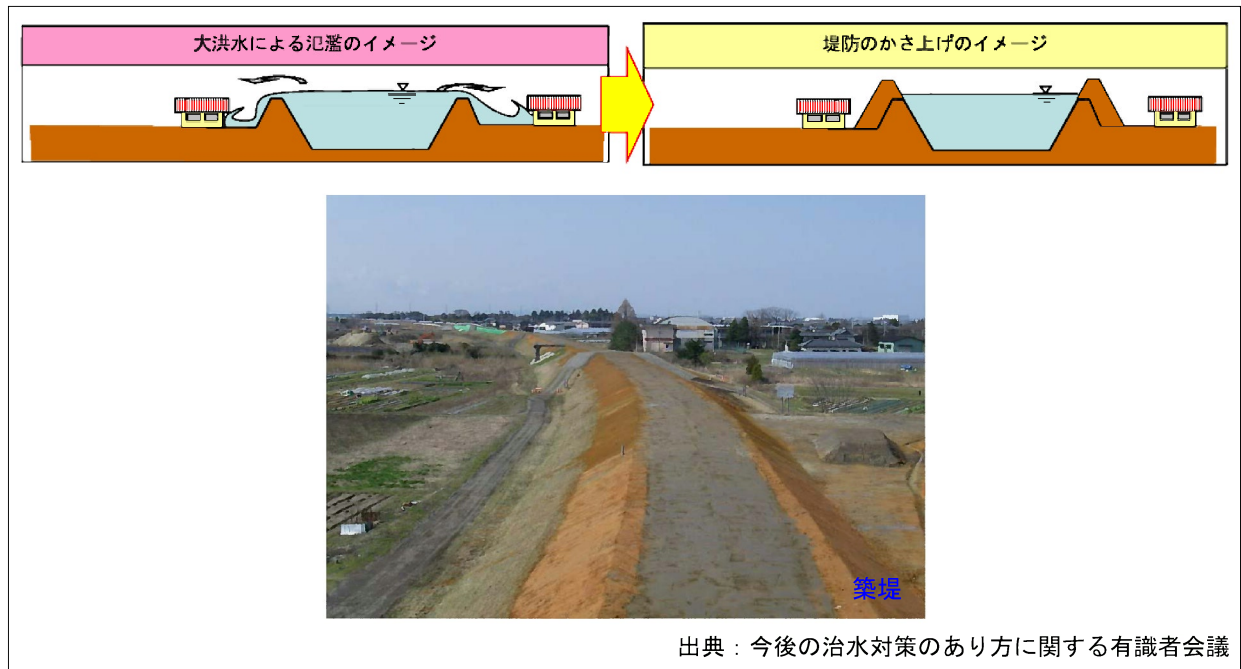 大洪水による氾濫のイメージ
堤防のかさ上げのイメージ
築堤
出典：今後の治水対策のあり方に関する有識者会議